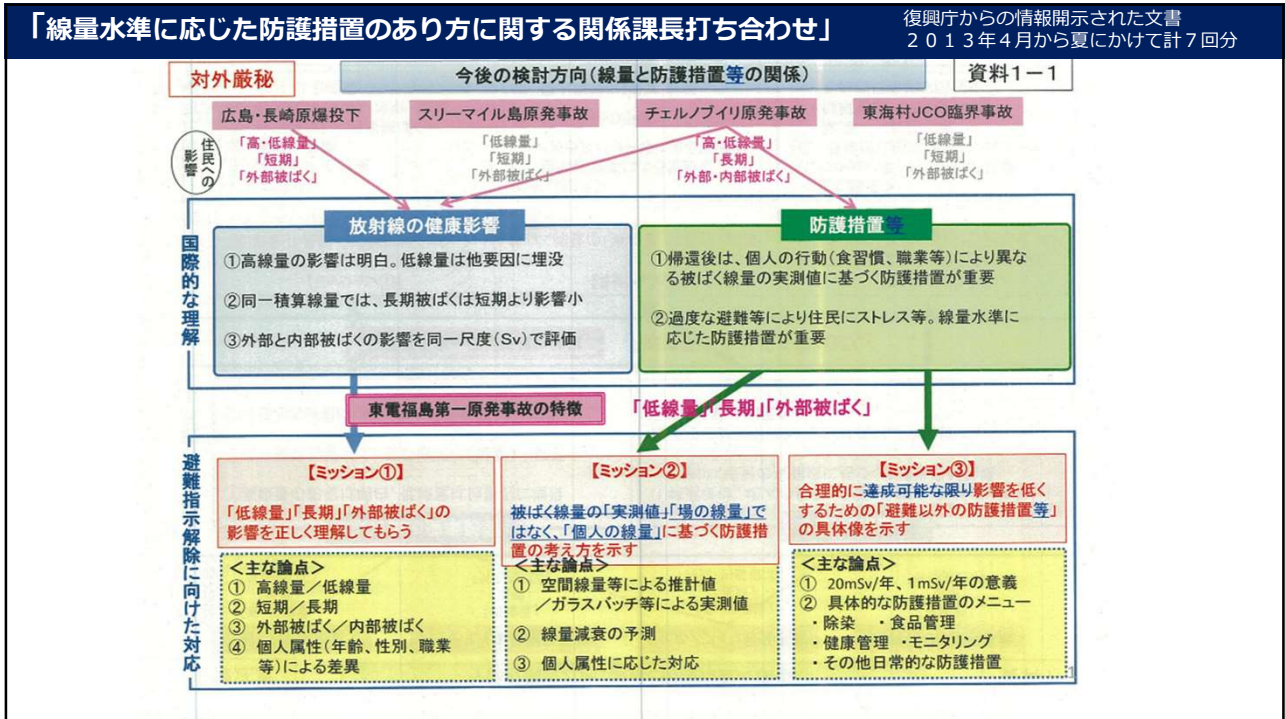 「線量水準に応じた防護措置のあり方に関する関係課長打ち合わせ」
復興庁からの情報開示された文書
２０１３年４月から夏にかけて計７回分
対外厳秘
今後の検討方向(線量と防護措置等の関係)
資料1－1
広島・長崎原爆投下
スリーマイル島原発事故
チェルノブイリ原発事故
東海村JCO臨界事故
住民への
影響
「高・低線量」
「短期」
「外部被ばく」
「低線量」
「短期」
「外部被ばく」
「高・低線量」
「長期」
「外部・内部被ばく」
「低線量」
「短期」
「外部被ばく」
国際的な理解
放射線の健康影響
①高線量の影響は明白。低線量は他要因に埋没
②同一積算線量では、長期被ばくは短期より影響小
③外部と内部被ばくの影響を同一尺度(Sv)で評価
防護措置等
①帰還後は、個人の行動(食習慣、職業等)により異な
る被ばく線量の実測値に基づく防護措置が重要
②過度な避難等により住民にストレス等。線量水準に
応じた防護措置が重要
東電福島第一原発事故の特徴
「低線量」「長期」「外部被ばく」
避難指示解除に向けた対応
【ミッション①】
「低線量」「長期」「外部被ばく」の
影響を正しく理解してもらう
＜主な論点＞
① 高線量／低線量
② 短期／長期
③ 外部被ばく／内部被ばく
④ 個人属性(年齢、性別、職業
等)による差異
【ミッション②】
被ばく線量の「実測値」「場の線量」で
はなく、「個人の線量」に基づく防護措
置の考え方を示す
＜主な論点＞
① 空間線量等による推計値
／ガラスバッチ等による実測値
② 線量減衰の予測
③ 個人属性に応じた対応
【ミッション③】
合理的に達成可能な限り影響を低く
するための「避難以外の防護措置等」
の具体像を示す
＜主な論点＞
① 20mSv/年、1mSv/年の意義
② 具体的な防護措置のメニュー
・除染 ・食品管理
・健康管理 ・モニタリング
・その他日常的な防護措置
1